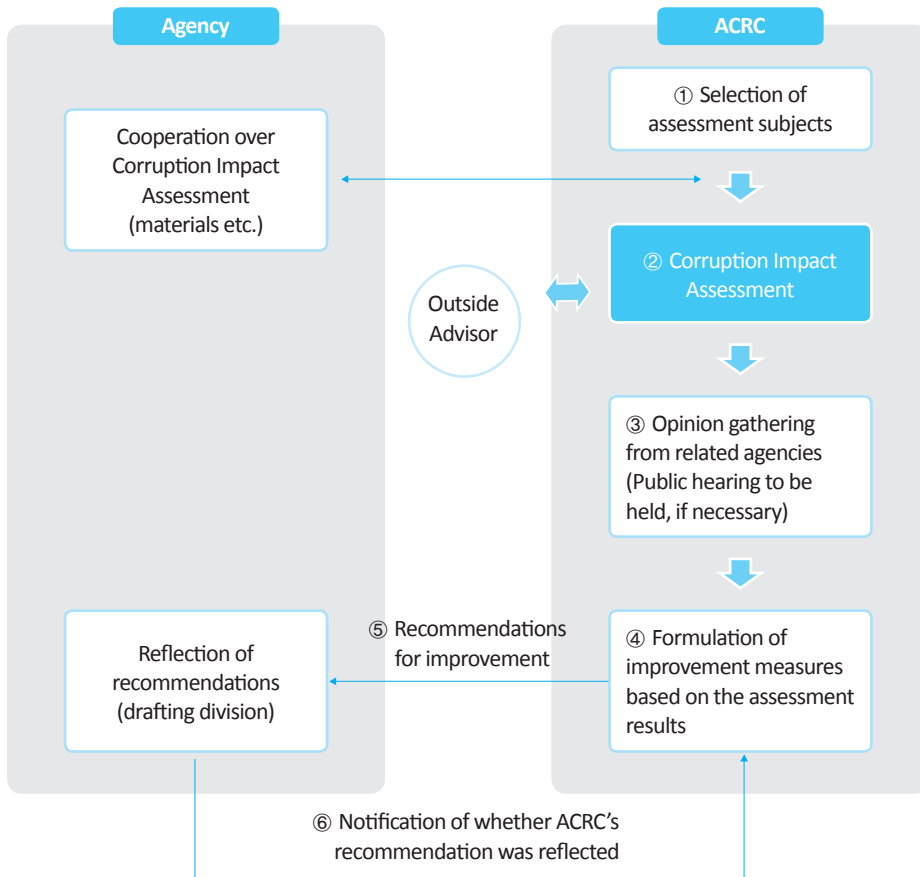 Agency
ACRC
① Selection of
assessment subjects
Cooperation over
Corruption Impact
Assessment
(materials etc.)
② Corruption Impact
Assessment
Outside
Advisor
③ Opinion gathering
from related agencies
(Public hearing to be
held, if necessary)
⑤ Recommendations
for improvement
Reflection of
recommendations
(drafting division)
④ Formulation of
improvement measures
based on the assessment
results
⑥ Notification of whether ACRC’s
recommendation was reflected